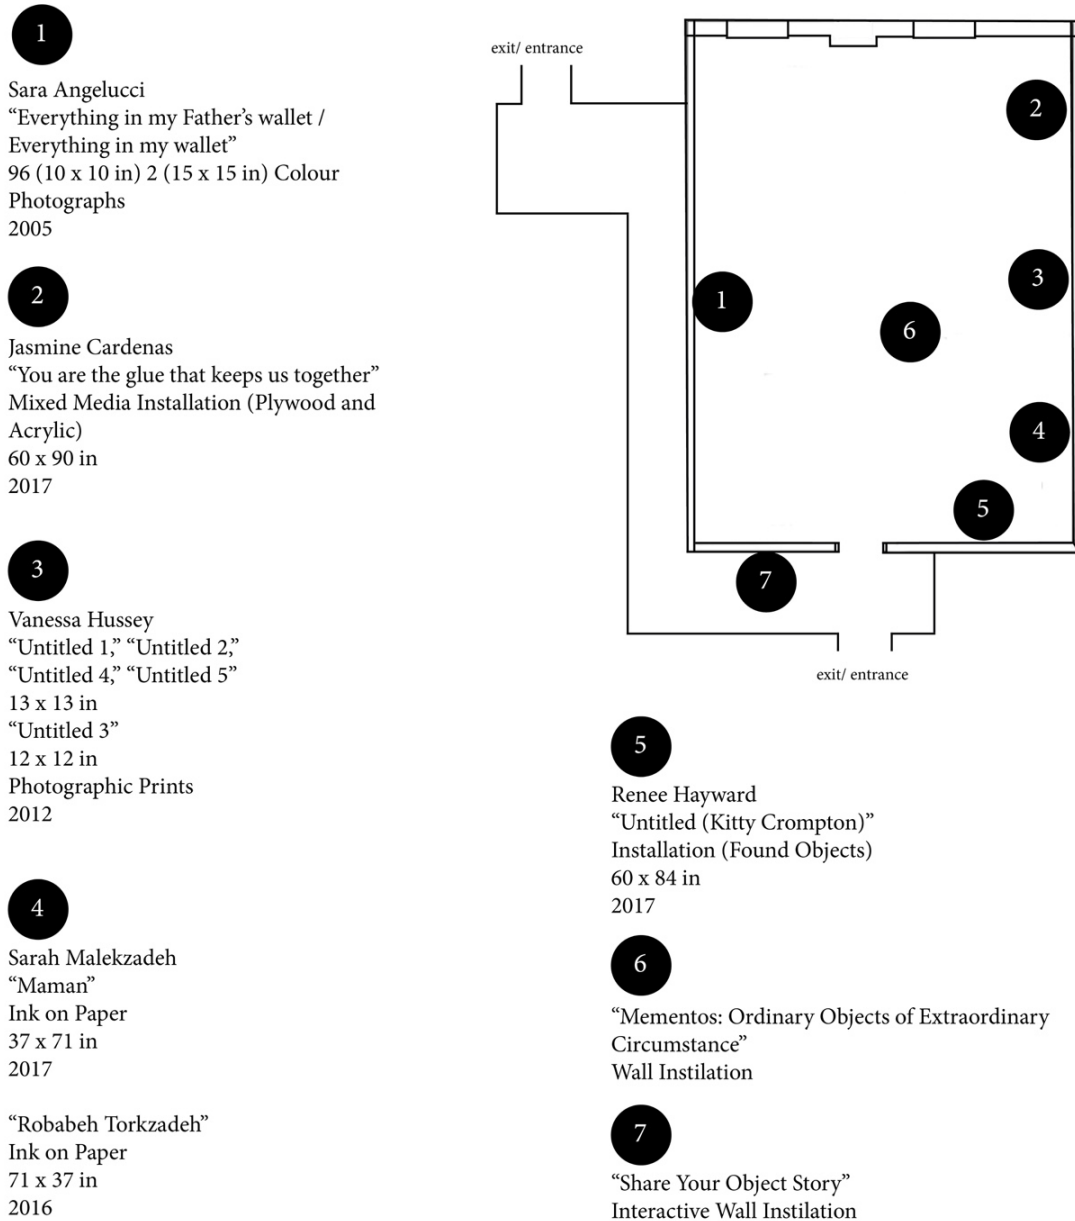 1
Sara Angelucci
“Everything in my Father’s wallet /
Everything in my wallet”
96 (10 x 10 in) 2 (15 x 15 in) Colour
Photographs
2005
2
Jasmine Cardenas
“You are the glue that keeps us together”
Mixed Media Installation (Plywood and
Acrylic)
60 x 90 in
2017
3
Vanessa Hussey
“Untitled 1,” “Untitled 2,”
“Untitled 4,” “Untitled 5”
13 x 13 in
“Untitled 3”
12 x 12 in
Photographic Prints
2012
4
Sarah Malekzadeh
“Maman”
Ink on Paper
37 x 71 in
2017
“Robabeh Torkzadeh”
Ink on Paper
71 x 37 in
2016
exit/ entrance
2
3
1
6
4
5
7
exit/ entrance
5
Renee Hayward
“Untitled (Kitty Crompton)”
Installation (Found Objects)
60 x 84 in
2017
6
“Mementos: Ordinary Objects of Extraordinary
Circumstance”
Wall Instilation
7
“Share Your Object Story”
Interactive Wall Instilation